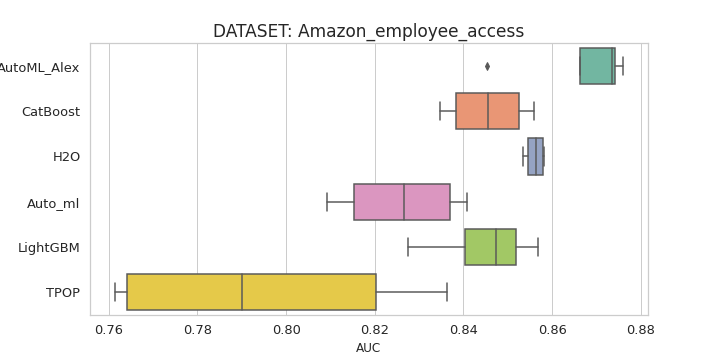 DATASET: Amazon_employee_access
AutoML_Alex
CatBoost
H2O
Auto_ml
LightGBM
TPOP
0.76 0.78 0.80 0.82 0.84 0.86 0.88
AUC